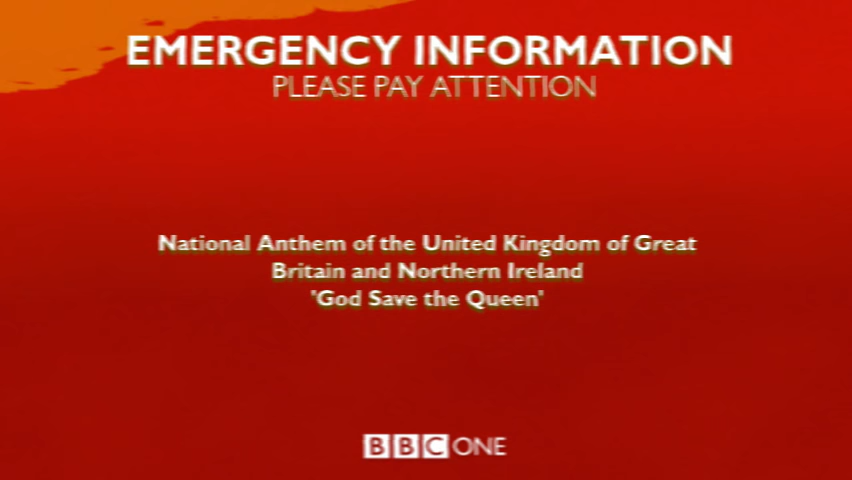 EMERGENCY INFORMATION
PLEASE PAY ATTENTION
National Anthem of the United Kingdom of Great
Britain and Northern Ireland
'God Save the Queen'
BBC ONE